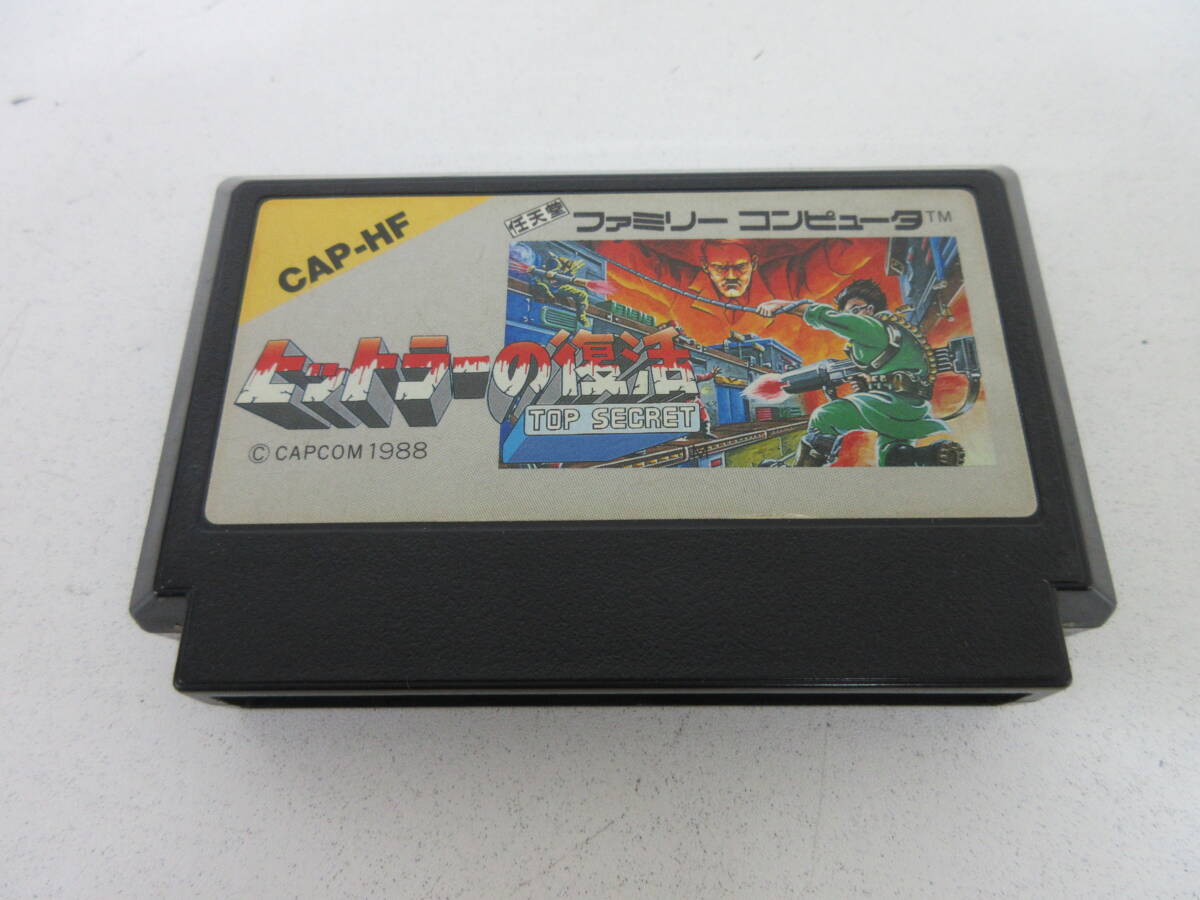 CAP-HF
任天堂 ファミリー コンピュータ™
ヒットラーの復活
TOP SECRET
©CAPCOM 1988